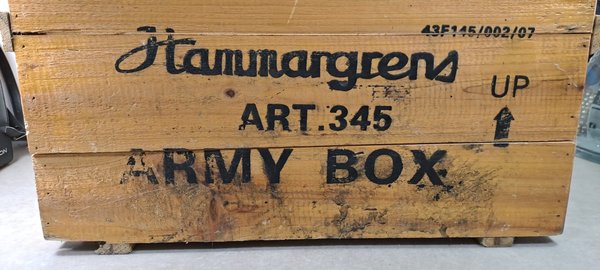 43F145/002/07
Hammargrens
UP
ART.345
ARMY BOX